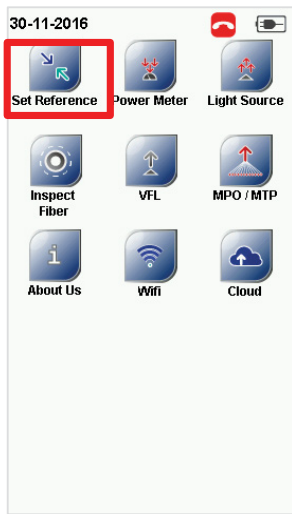 30-11-2016
Set Reference Power Meter Light Source
Inspect Fiber VFL MPO / MTP
i
About Us Wifi Cloud